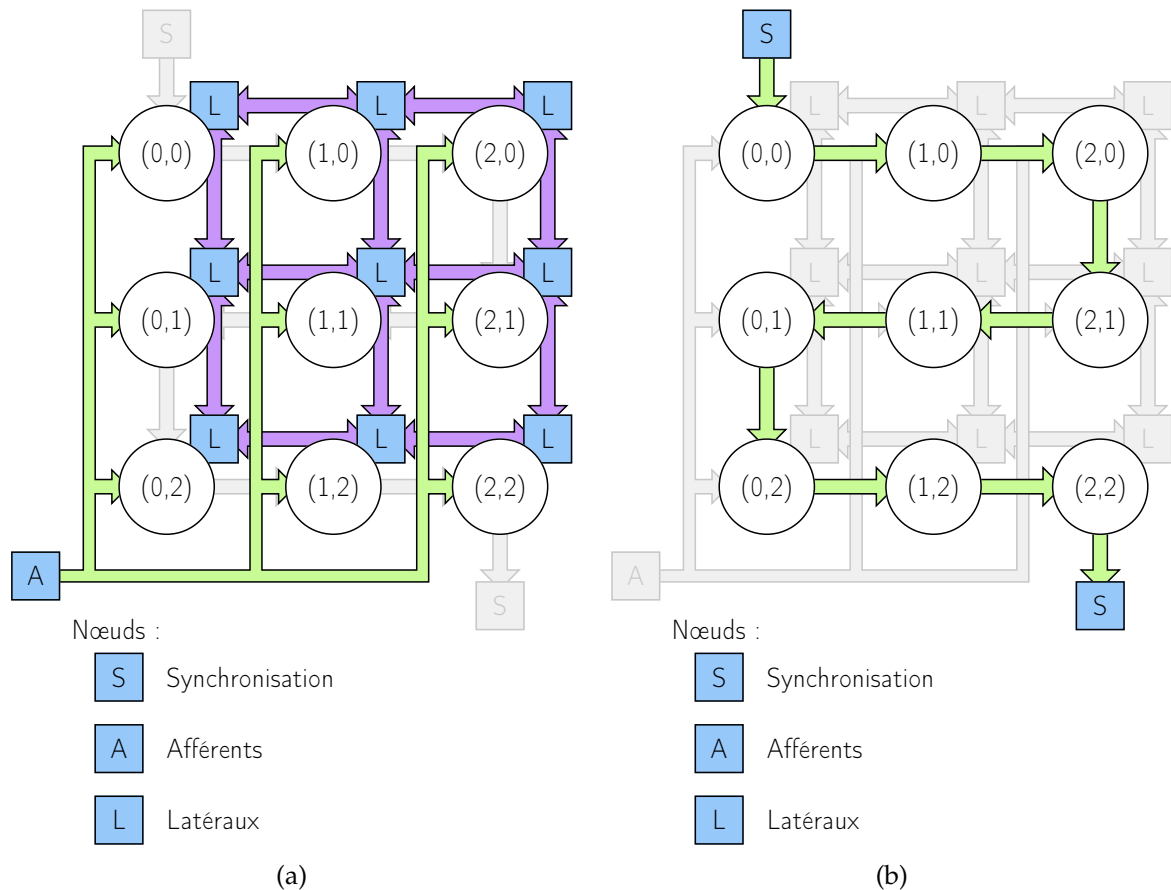 S
L L L
(0,0) (1,0) (2,0)
L L L
(0,1) (1,1) (2,1)
L L L
(0,2) (1,2) (2,2)
A
S
Nœuds :
S Synchronisation
A Afférents
L Latéraux
(a)
S
L L L
(0,0) (1,0) (2,0)
L L L
(0,1) (1,1) (2,1)
L L L
(0,2) (1,2) (2,2)
A
S
Nœuds :
S Synchronisation
A Afférents
L Latéraux
(b)